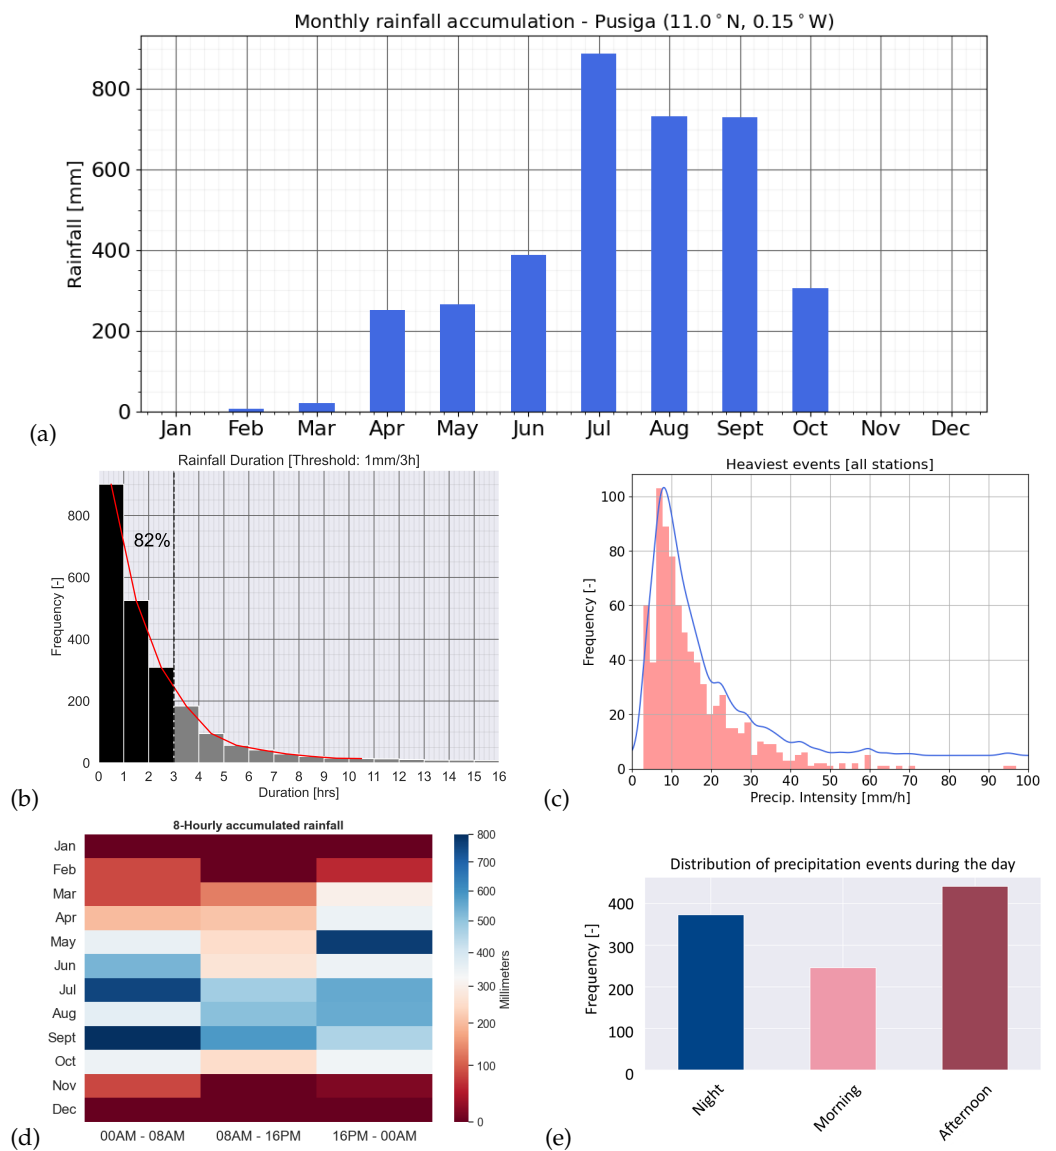 Monthly rainfall accumulation - Pusiga (11.0°N, 0.15°W)
Rainfall [mm]
800
600
400
200
0
Jan Feb Mar Apr May Jun Jul Aug Sept Oct Nov Dec
(a)
Rainfall Duration [Threshold: 1mm/3h]
82%
Frequency [-]
800
600
400
200
0
0 1 2 3 4 5 6 7 8 9 10 11 12 13 14 15 16
Duration [hrs]
(b)
Heaviest events [all stations]
Frequency [-]
100
80
60
40
20
0
0 10 20 30 40 50 60 70 80 90 100
Precip. Intensity [mm/h]
(c)
8-Hourly accumulated rainfall
Jan
Feb
Mar
Apr
May
Jun
Jul
Aug
Sept
Oct
Nov
Dec
00AM - 08AM 08AM - 16PM 16PM - 00AM
800
700
600
500
400
300
200
100
0
Millimeters
(d)
Distribution of precipitation events during the day
Frequency [-]
400
300
200
100
0
Night Morning Afternoon
(e)